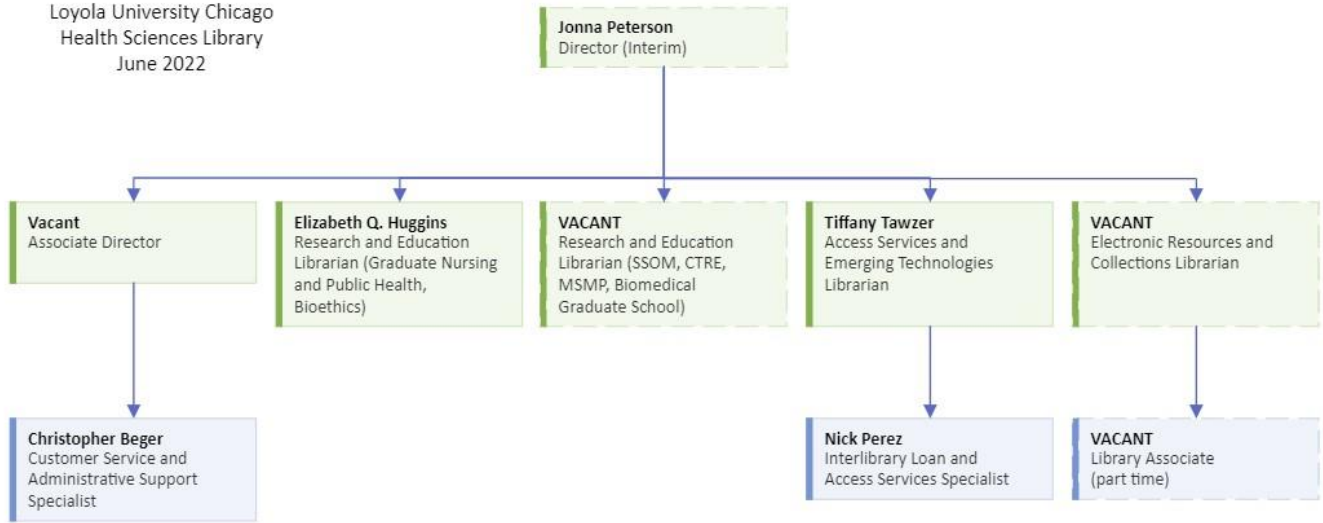 Loyola University Chicago
Health Sciences Library
June 2022
Jonna Peterson
Director (Interim)
Vacant
Associate Director
Elizabeth Q. Huggins
Research and Education
Librarian (Graduate Nursing
and Public Health,
Bioethics)
VACANT
Research and Education
Librarian (SSOM, CTRE,
MSMP, Biomedical
Graduate School)
Tiffany Tawzer
Access Services and
Emerging Technologies
Librarian
VACANT
Electronic Resources and
Collections Librarian
Christopher Beger
Customer Service and
Administrative Support
Specialist
Nick Perez
Interlibrary Loan and
Access Services Specialist
VACANT
Library Associate
(part time)